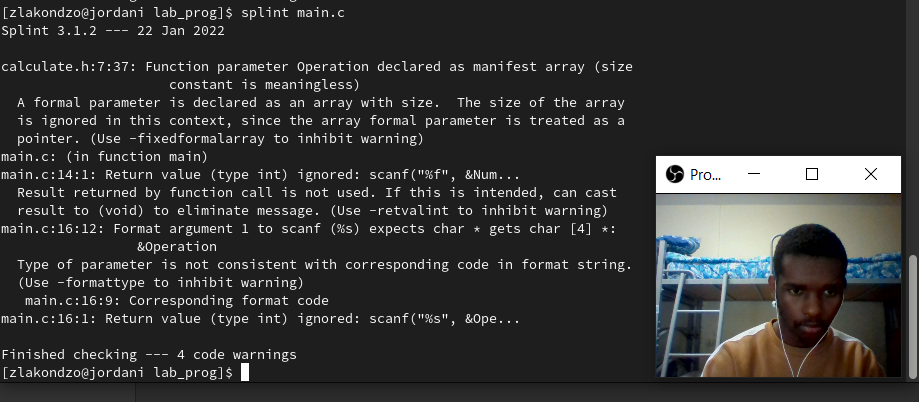 [zlakondzo@jordani lab_prog]$ splint main.c
Splint 3.1.2 --- 22 Jan 2022
calculate.h:7:37: Function parameter Operation declared as manifest array (size
constant is meaningless)
A formal parameter is declared as an array with size.  The size of the array
is ignored in this context, since the array formal parameter is treated as a
pointer. (Use -fixedformalarray to inhibit warning)
main.c: (in function main)
main.c:14:1: Return value (type int) ignored: scanf("%f", &Num...
Result returned by function call is not used. If this is intended, can cast
result to (void) to eliminate message. (Use -retvalint to inhibit warning)
main.c:16:12: Format argument 1 to scanf (%s) expects char * gets char [4] *:
&Operation
Type of parameter is not consistent with corresponding code in format string.
(Use -formattype to inhibit warning)
main.c:16:9: Corresponding format code
main.c:16:1: Return value (type int) ignored: scanf("%s", &Ope...
Finished checking --- 4 code warnings
[zlakondzo@jordani lab_prog]$
Pro...